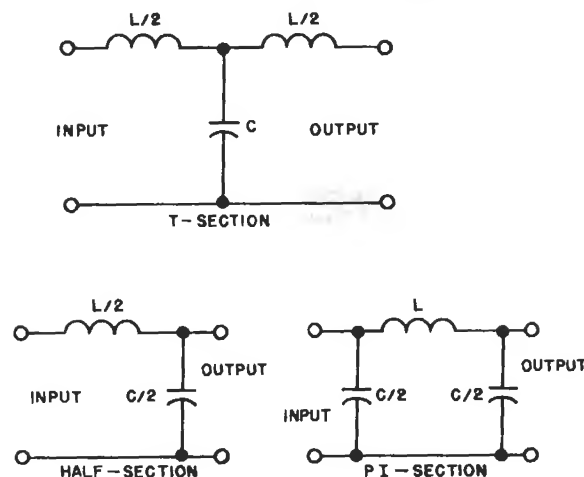 L/2 L/2
C
INPUT OUTPUT
T-SECTION
L/2
OUTPUT
INPUT C/2
HALF-SECTION
L
OUTPUT
C/2 C/2
INPUT
PI-SECTION